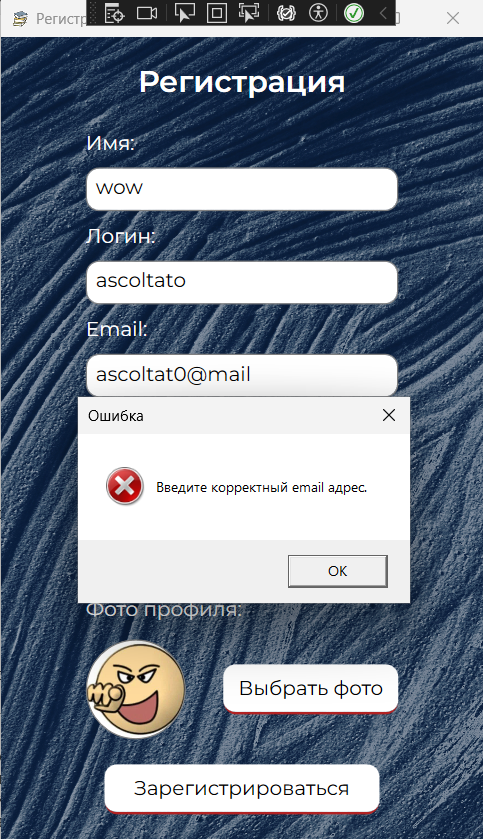 Регистр
Регистрация
Имя:
wow
Логин:
ascoltato
Email:
ascoltat0@mail
Ошибка
Введите корректный email адрес.
ОК
Фото профиля:
Выбрать фото
Зарегистрироваться